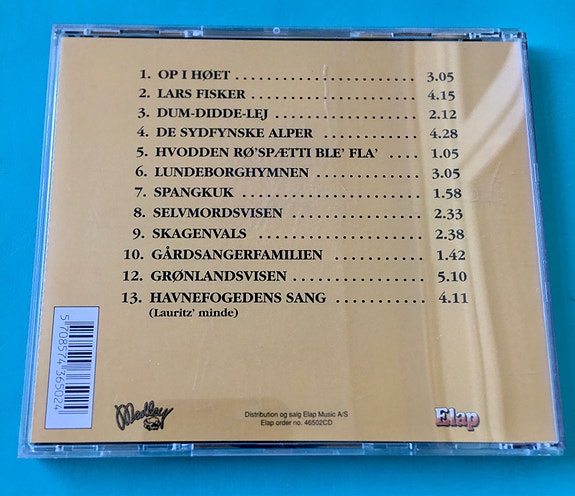 1. OP I HØET .................... 3.05
2. LARS FISKER .................. 4.15
3. DUM-DIDDE-LEJ ................ 2.12
4. DE SYDFYNSKE ALPER ........... 4.28
5. HVODDEN RØ'SPÆTTI BLE' FLA' .... 1.05
6. LUNDEBORGHYMNEN .............. 3.05
7. SPANGKUK ..................... 1.58
8. SELVMORDSVISEN ............... 2.33
9. SKAGENVALS ................... 2.38
10. GÅRDSANGERFAMILIEN ........... 1.42
12. GRØNLANDSVISEN ............... 5.10
13. HAVNEFOGEDENS SANG ........... 4.11
(Lauritz' minde)
5 708574 365024
Medley
Distribution og salg Elap Music A/S
Elap order no. 46502CD
Elap